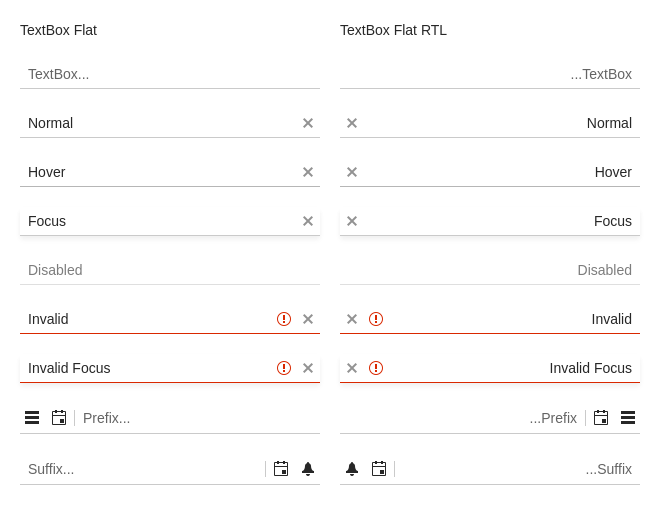 TextBox Flat
TextBox...
Normal
Hover
Focus
Disabled
Invalid
Invalid Focus
Prefix...
Suffix...
TextBox Flat RTL
...TextBox
Normal
Hover
Focus
Disabled
Invalid
Invalid Focus
...Prefix
...Suffix